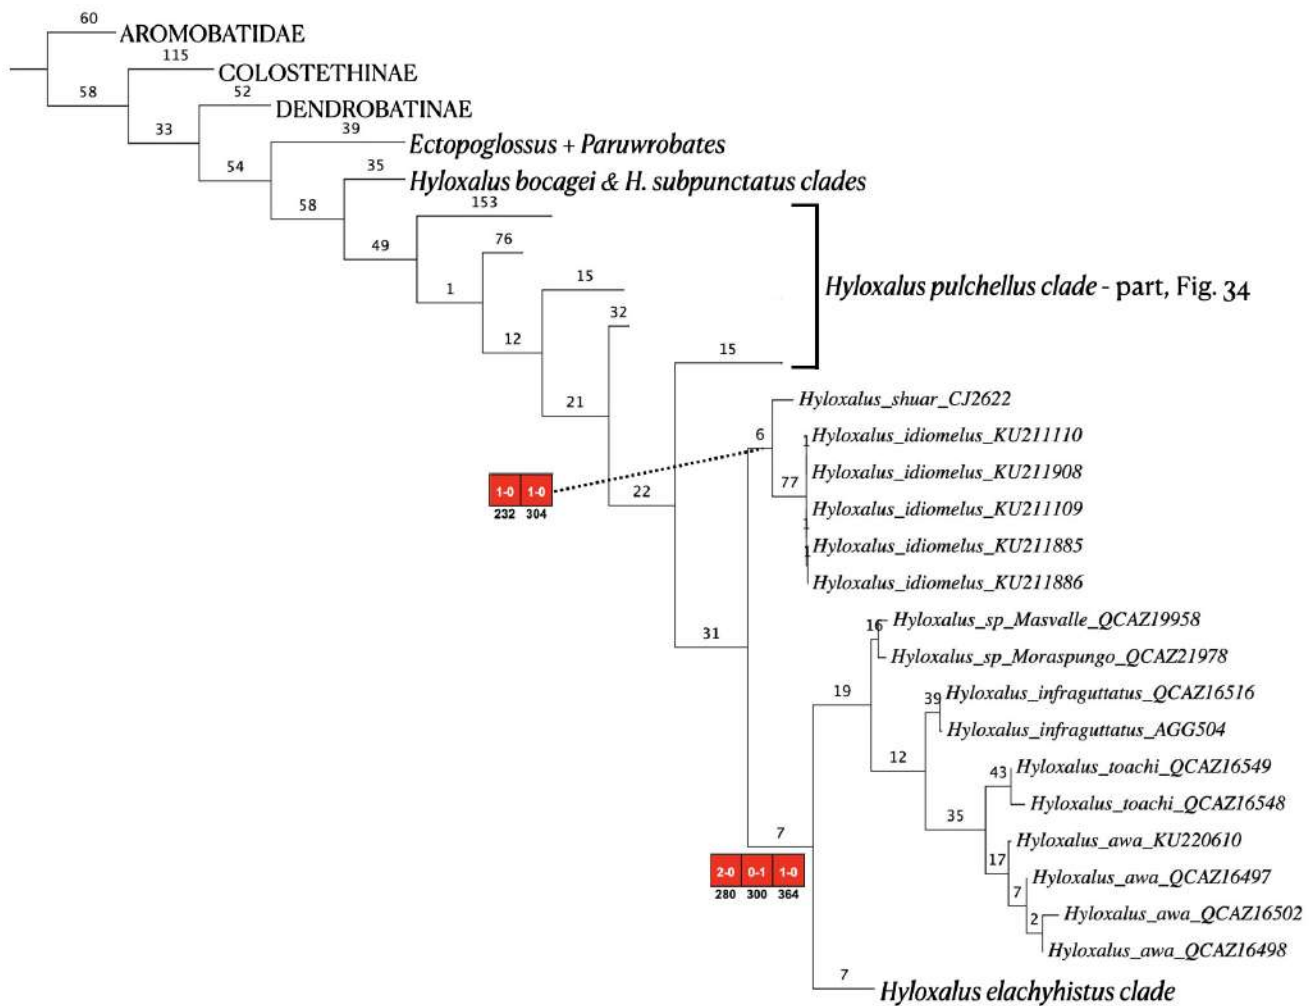 60
AROMOBATIDAE
115
COLOSTETHINAE
58
52
DENDROBATINAE
33
39
Ectopoglossus + Paruwrobates
54
35
Hyloxalus bocagei & H. subpunctatus clades
58
153
49
76
15
Hyloxalus pulchellus clade - part, Fig. 34
1
32
12
15
21
Hyloxalus_shuar_CJ2622
6
1
Hyloxalus_idiomelus_KU211110
Hyloxalus_idiomelus_KU211908
77
1-0 1-0
22
232 304
Hyloxalus_idiomelus_KU211109
1
Hyloxalus_idiomelus_KU211885
1
Hyloxalus_idiomelus_KU211886
Hyloxalus_sp_Masvalle_QCAZ19958
16
31
Hyloxalus_sp_Moraspungo_QCAZ21978
19
Hyloxalus_infraguttatus_QCAZ16516
39
Hyloxalus_infraguttatus_AGG504
12
Hyloxalus_toachi_QCAZ16549
43
Hyloxalus_toachi_QCAZ16548
35
7
Hyloxalus_awa_KU220610
17
2-0 0-1 1-0
280 300 364
Hyloxalus_awa_QCAZ16497
7
Hyloxalus_awa_QCAZ16502
2
Hyloxalus_awa_QCAZ16498
7
Hyloxalus elachyhistus clade